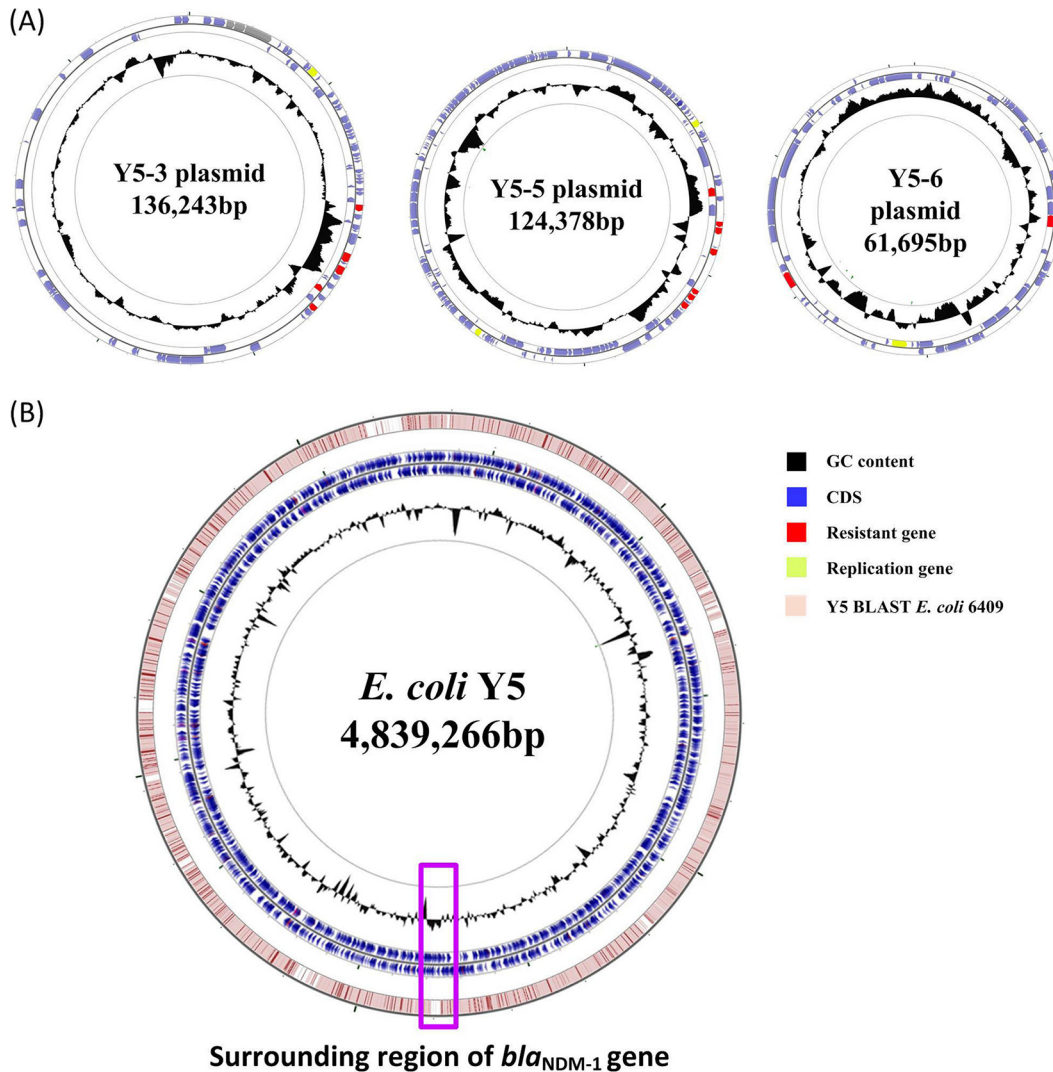 (A)
Y5-3 plasmid
136,243bp
Y5-5 plasmid
124,378bp
Y5-6
plasmid
61,695bp
(B)
GC content
CDS
Resistant gene
Replication gene
Y5 BLAST E. coli 6409
E. coli Y5
4,839,266bp
Surrounding region of blaNDM-1 gene